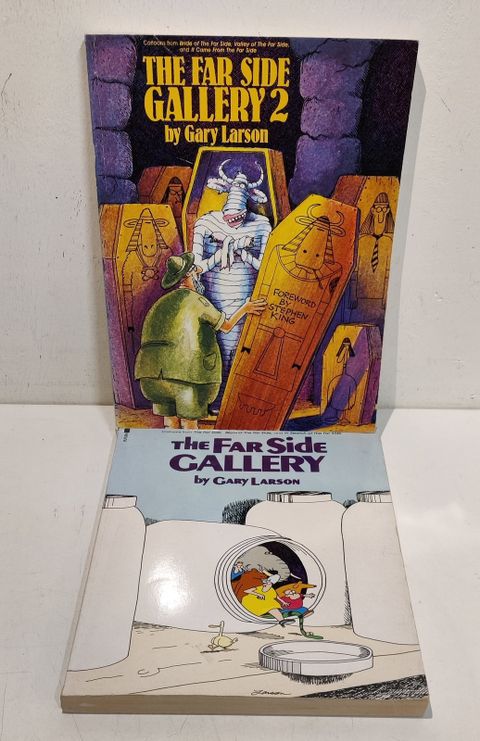 Cartoons from Bride of The Far Side, Valley of The Far Side,
and It Came From The Far Side
THE FAR SIDE
GALLERY 2
by Gary Larson
FOREWORD
BY
STEPHEN
KING
THE FAR SIDE
GALLERY
BY GARY LARSON
Larson